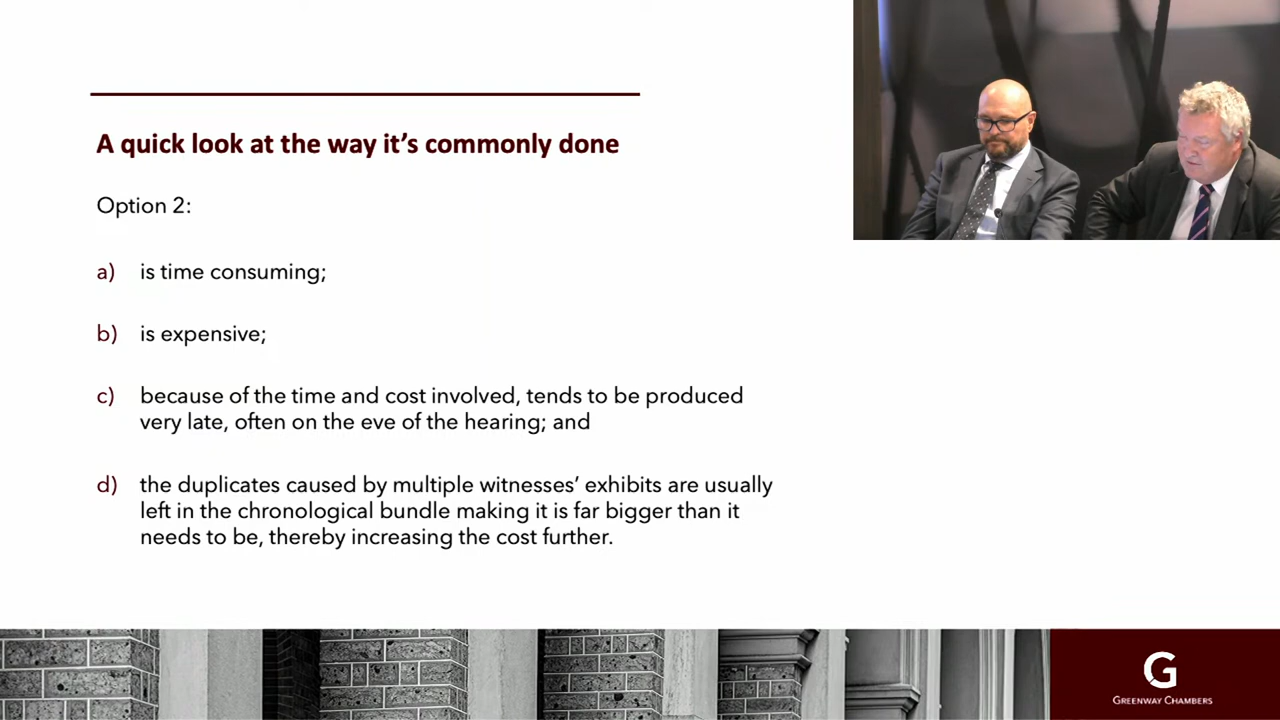 A quick look at the way it's commonly done
Option 2:
a) is time consuming;
b) is expensive;
c) because of the time and cost involved, tends to be produced
very late, often on the eve of the hearing; and
d) the duplicates caused by multiple witnesses' exhibits are usually
left in the chronological bundle making it is far bigger than it
needs to be, thereby increasing the cost further.
G
GREENWAY CHAMBERS